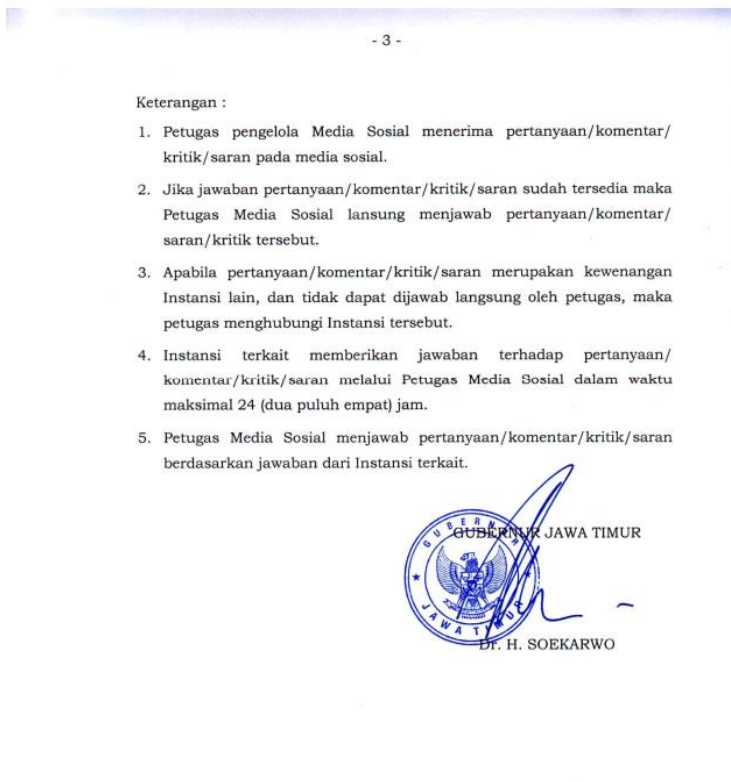 - 3 -
Keterangan :
1. Petugas pengelola Media Sosial menerima pertanyaan/komentar/
kritik/saran pada media sosial.
2. Jika jawaban pertanyaan/komentar/kritik/saran sudah tersedia maka
Petugas Media Sosial lansung menjawab pertanyaan/komentar/
saran/kritik tersebut.
3. Apabila pertanyaan/komentar/kritik/saran merupakan kewenangan
Instansi lain, dan tidak dapat dijawab langsung oleh petugas, maka
petugas menghubungi Instansi tersebut.
4. Instansi terkait memberikan jawaban terhadap pertanyaan/
komentar/kritik/saran melalui Petugas Media Sosial dalam waktu
maksimal 24 (dua puluh empat) jam.
5. Petugas Media Sosial menjawab pertanyaan/komentar/kritik/saran
berdasarkan jawaban dari Instansi terkait.
GUBERNUR JAWA TIMUR
GUBERNUR
JAWA TIMUR
Dr. H. SOEKARWO